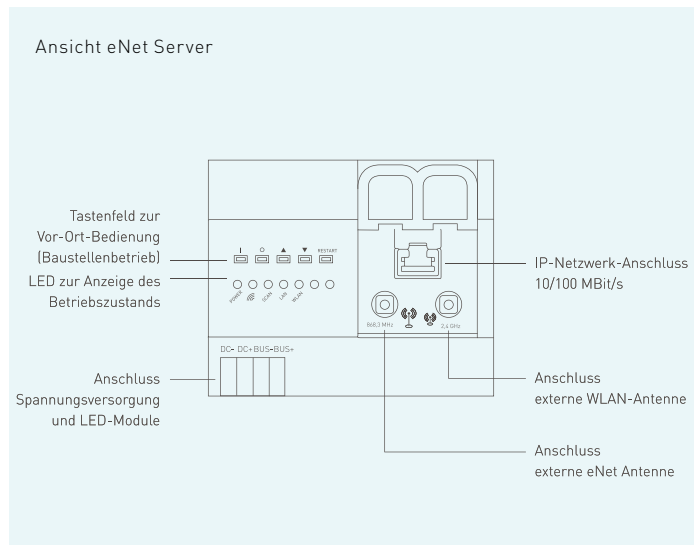 Ansicht eNet Server
Tastenfeld zur
Vor-Ort-Bedienung
(Baustellenbetrieb)
LED zur Anzeige des
Betriebszustands
Anschluss
Spannungsversorgung
und LED-Module
I O ▲ ▼ RESTART
POWER SCAN LAN WLAN
868,3 MHz 2,4 GHz
DC- DC+BUS-BUS+
IP-Netzwerk-Anschluss
10/100 MBit/s
Anschluss
externe WLAN-Antenne
Anschluss
externe eNet Antenne